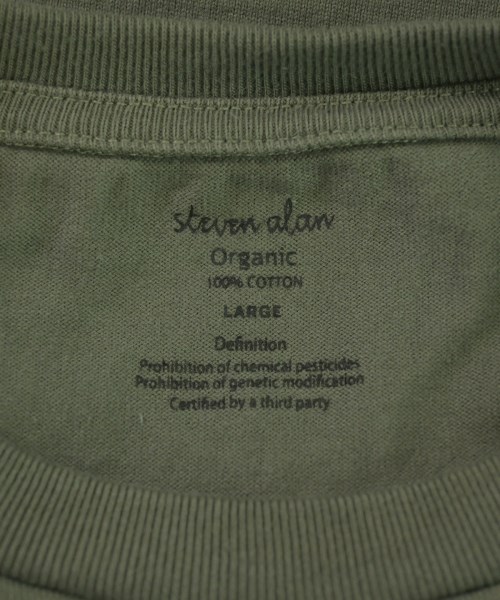 steven alan
Organic
100% COTTON
LARGE
Definition
Prohibition of chemical pesticides
Prohibition of genetic modification
Certified by a third party